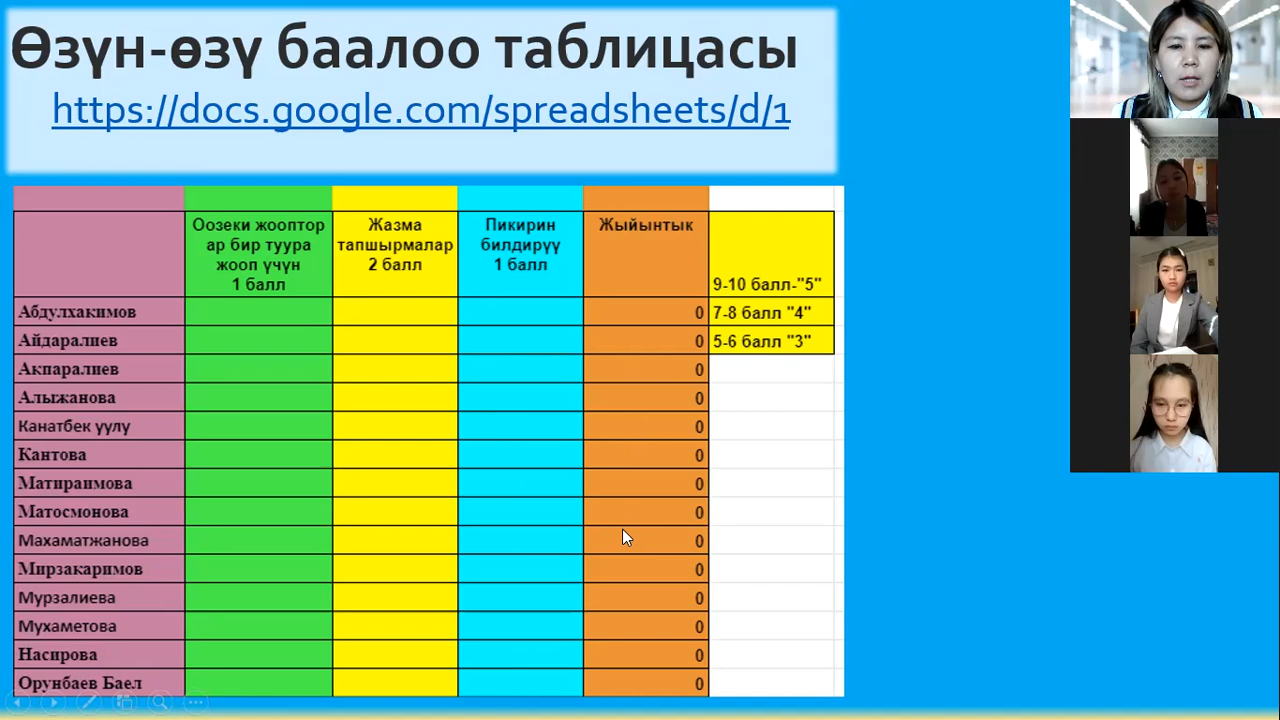 Өзүн-өзү баалоо таблицасы
https://docs.google.com/spreadsheets/d/1
Оозеки жооптор
ар бир туура
жооп үчүн
1 балл
Жазма
тапшырмалар
2 балл
Пикирин
билдирүү
1 балл
Жыйынтык
9-10 балл-"5"
Абдулхакимов 0 7-8 балл "4"
Айдаралиев 0 5-6 балл "3"
Акпаралиев 0
Алыжанова 0
Канатбек уулу 0
Кантова 0
Матираимова 0
Матосмонова 0
Махаматжанова 0
Мирзакаримов 0
Мурзалиева 0
Мухаметова 0
Насирова 0
Орунбаев Баел 0